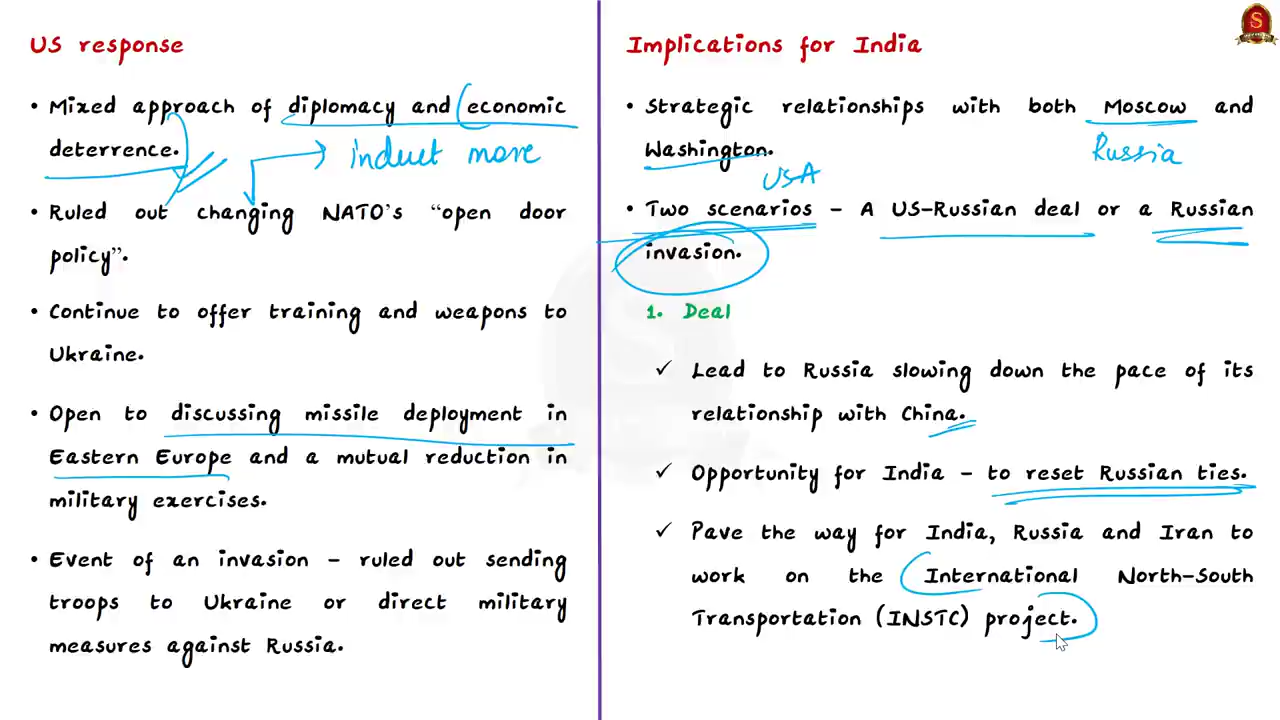 US response
• Mixed approach of diplomacy and economic
deterrence.
induct more
• Ruled out changing NATO's "open door
policy".
• Continue to offer training and weapons to
Ukraine.
• Open to discussing missile deployment in
Eastern Europe and a mutual reduction in
military exercises.
• Event of an invasion – ruled out sending
troops to Ukraine or direct military
measures against Russia.
Implications for India
• Strategic relationships with both Moscow and
Washington.
Russia
USA
• Two scenarios – A US-Russian deal or a Russian
invasion.
1. Deal
✓ Lead to Russia slowing down the pace of its
relationship with China.
✓ Opportunity for India – to reset Russian ties.
✓ Pave the way for India, Russia and Iran to
work on the International North-South
Transportation (INSTC) project.
S